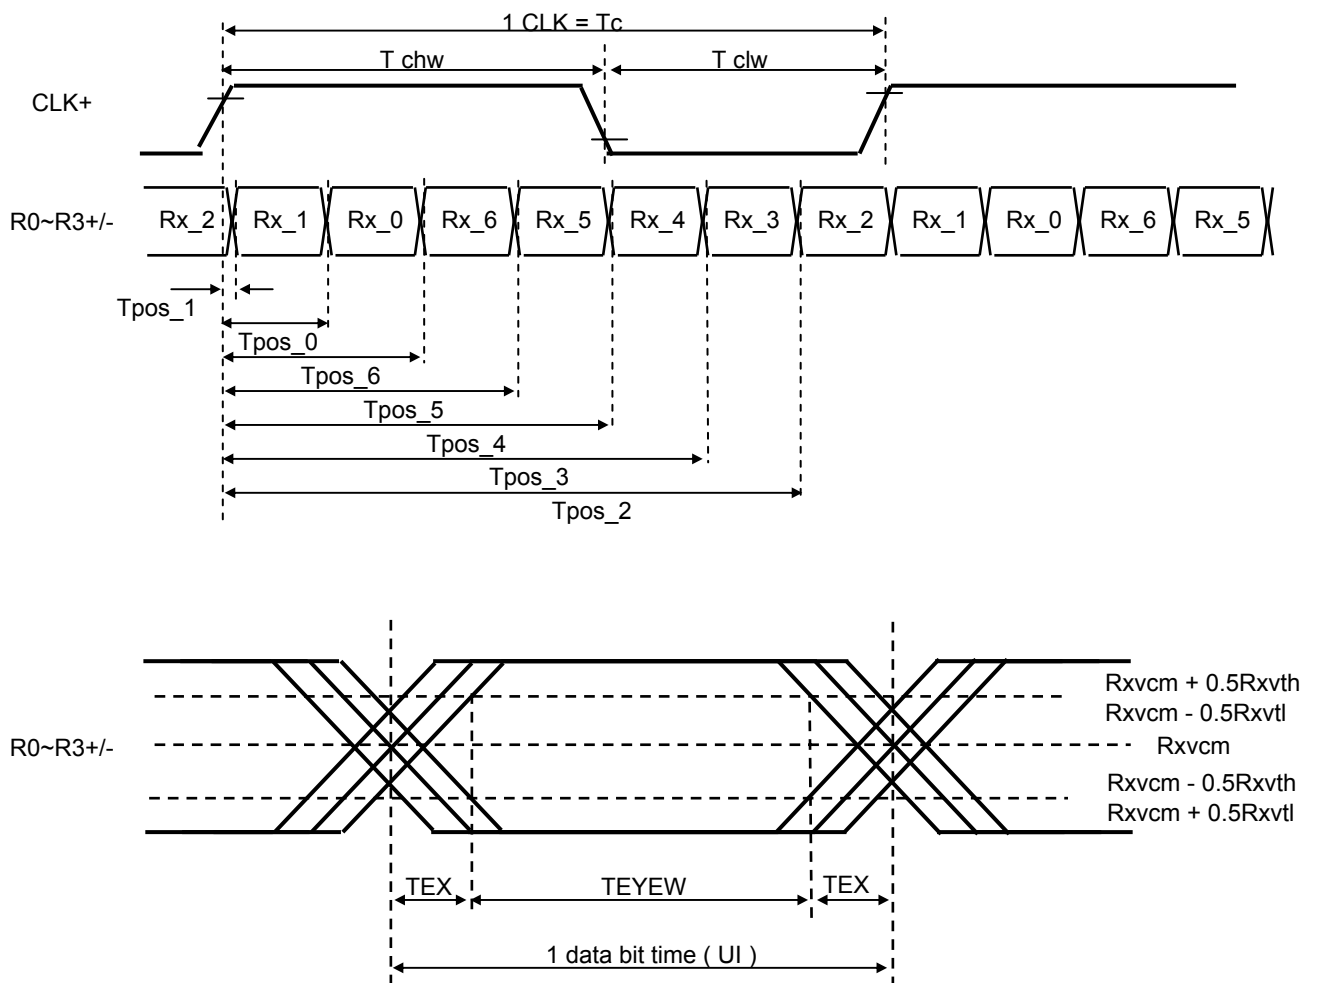 1 CLK = Tc
T chw
T clw
CLK+
R0~R3+/-
Rx_2
Rx_1
Rx_0
Rx_6
Rx_5
Rx_4
Rx_3
Rx_2
Rx_1
Rx_0
Rx_6
Rx_5
Tpos_1
Tpos_0
Tpos_6
Tpos_5
Tpos_4
Tpos_3
Tpos_2
Rxvcm + 0.5Rxvth
Rxvcm - 0.5Rxvtl
R0~R3+/-
Rxvcm
Rxvcm - 0.5Rxvth
Rxvcm + 0.5Rxvtl
TEX
TEYEW
TEX
1 data bit time ( UI )